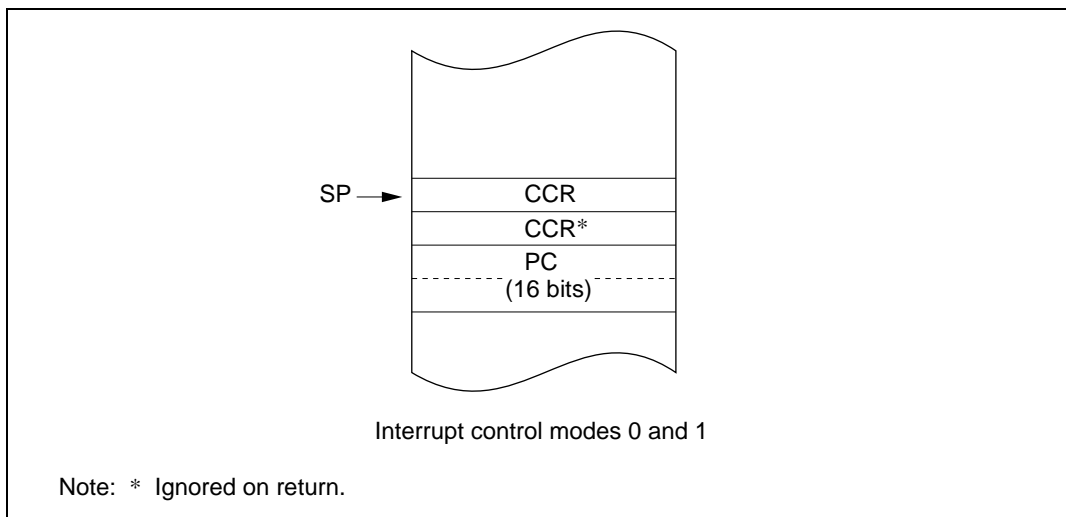 SP
CCR
CCR*
PC
(16 bits)
Interrupt control modes 0 and 1
Note: * Ignored on return.